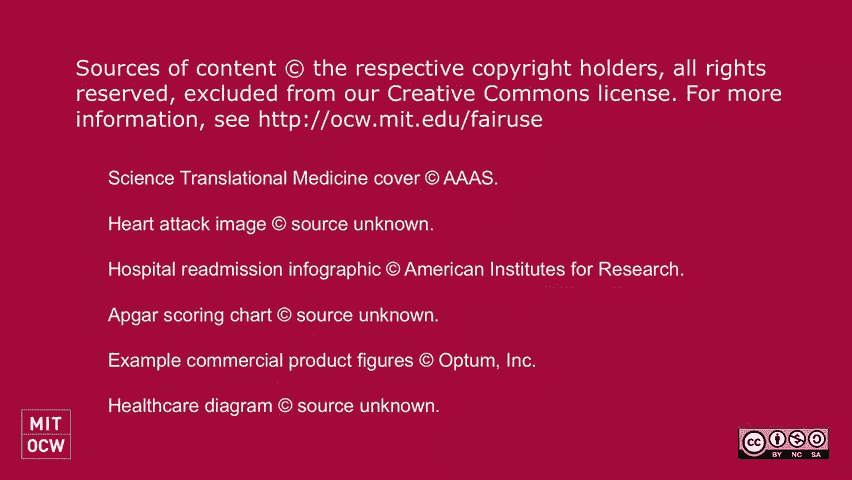 Sources of content © the respective copyright holders, all rights
reserved, excluded from our Creative Commons license. For more
information, see http://ocw.mit.edu/fairuse
Science Translational Medicine cover © AAAS.
Heart attack image © source unknown.
Hospital readmission infographic © American Institutes for Research.
Apgar scoring chart © source unknown.
Example commercial product figures © Optum, Inc.
Healthcare diagram © source unknown.
MIT
OCW
cc
BY NC SA